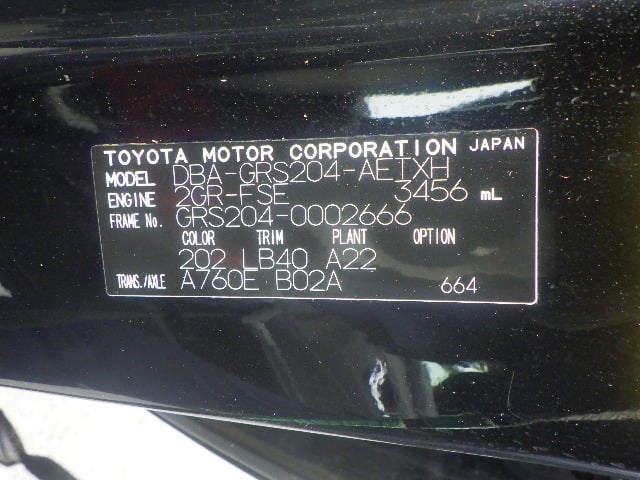 TOYOTA MOTOR CORPORATION JAPAN
MODEL DBA-GRS204-AETXH
ENGINE 2GR-FSE 3456 mL
FRAME No. GRS204-0002666
COLOR TRIM PLANT OPTION
202 LB40 A22
TRANS./AXLE A760E B02A 664